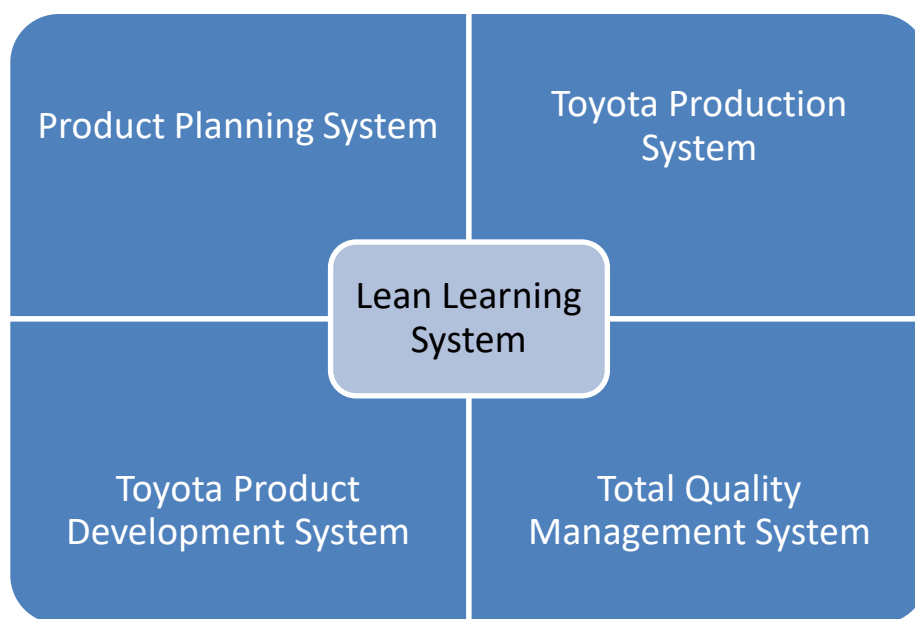 Product Planning System
Toyota Production
System
Lean Learning
System
Toyota Product
Development System
Total Quality
Management System